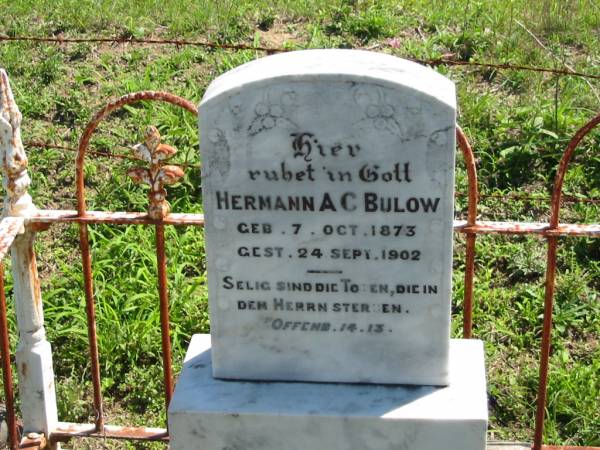 Hier
ruhet in Gott
HERMANN A C BULOW
GEB. 7. OCT. 1873
GEST. 24 SEPT. 1902
SELIG SIND DIE TOTEN, DIE IN
DEM HERRN STERBEN.
OFFENB. 14. 13.